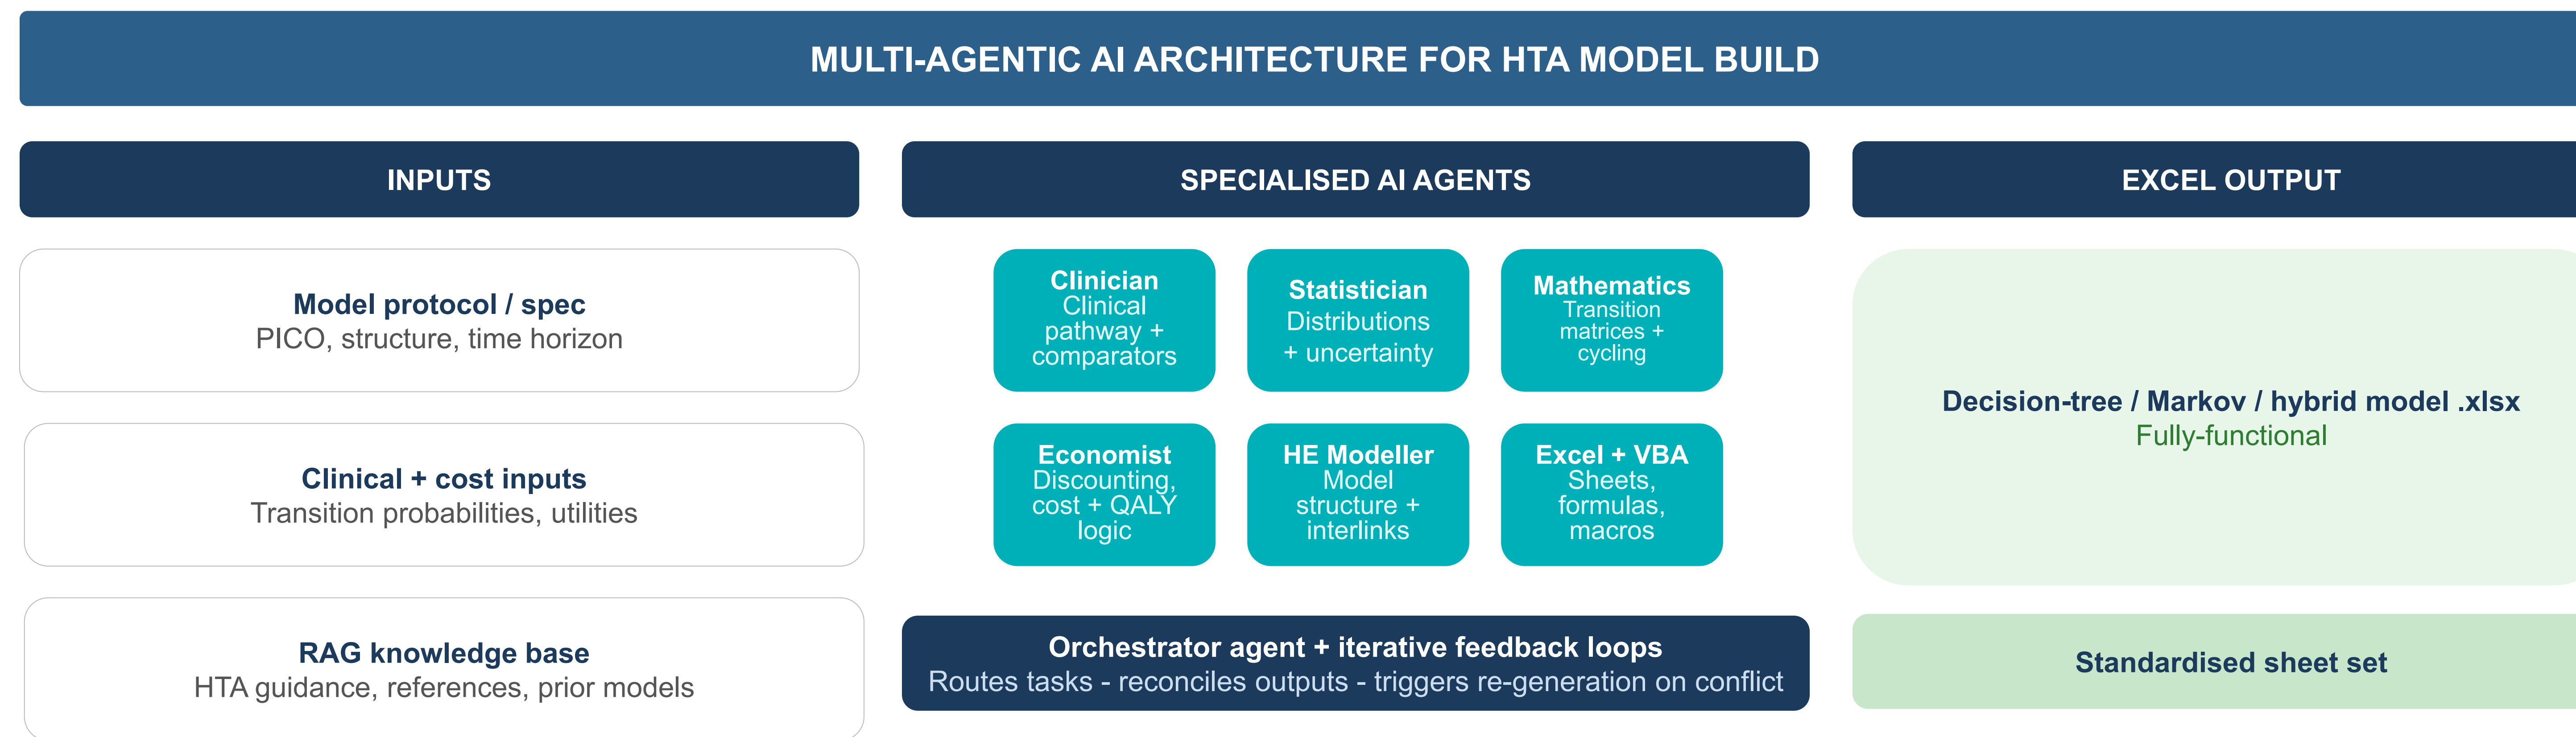 MULTI-AGENTIC AI ARCHITECTURE FOR HTA MODEL BUILD
INPUTS
Model protocol / spec
PICO, structure, time horizon
Clinical + cost inputs
Transition probabilities, utilities
RAG knowledge base
HTA guidance, references, prior models
SPECIALISED AI AGENTS
Clinician
Clinical
pathway +
comparators
Statistician
Distributions
+ uncertainty
Mathematics
Transition
matrices +
cycling
Economist
Discounting,
cost + QALY
logic
HE Modeller
Model
structure +
interlinks
Excel + VBA
Sheets,
formulas,
macros
Orchestrator agent + iterative feedback loops
Routes tasks - reconciles outputs - triggers re-generation on conflict
EXCEL OUTPUT
Decision-tree / Markov / hybrid model .xlsx
Fully-functional
Standardised sheet set